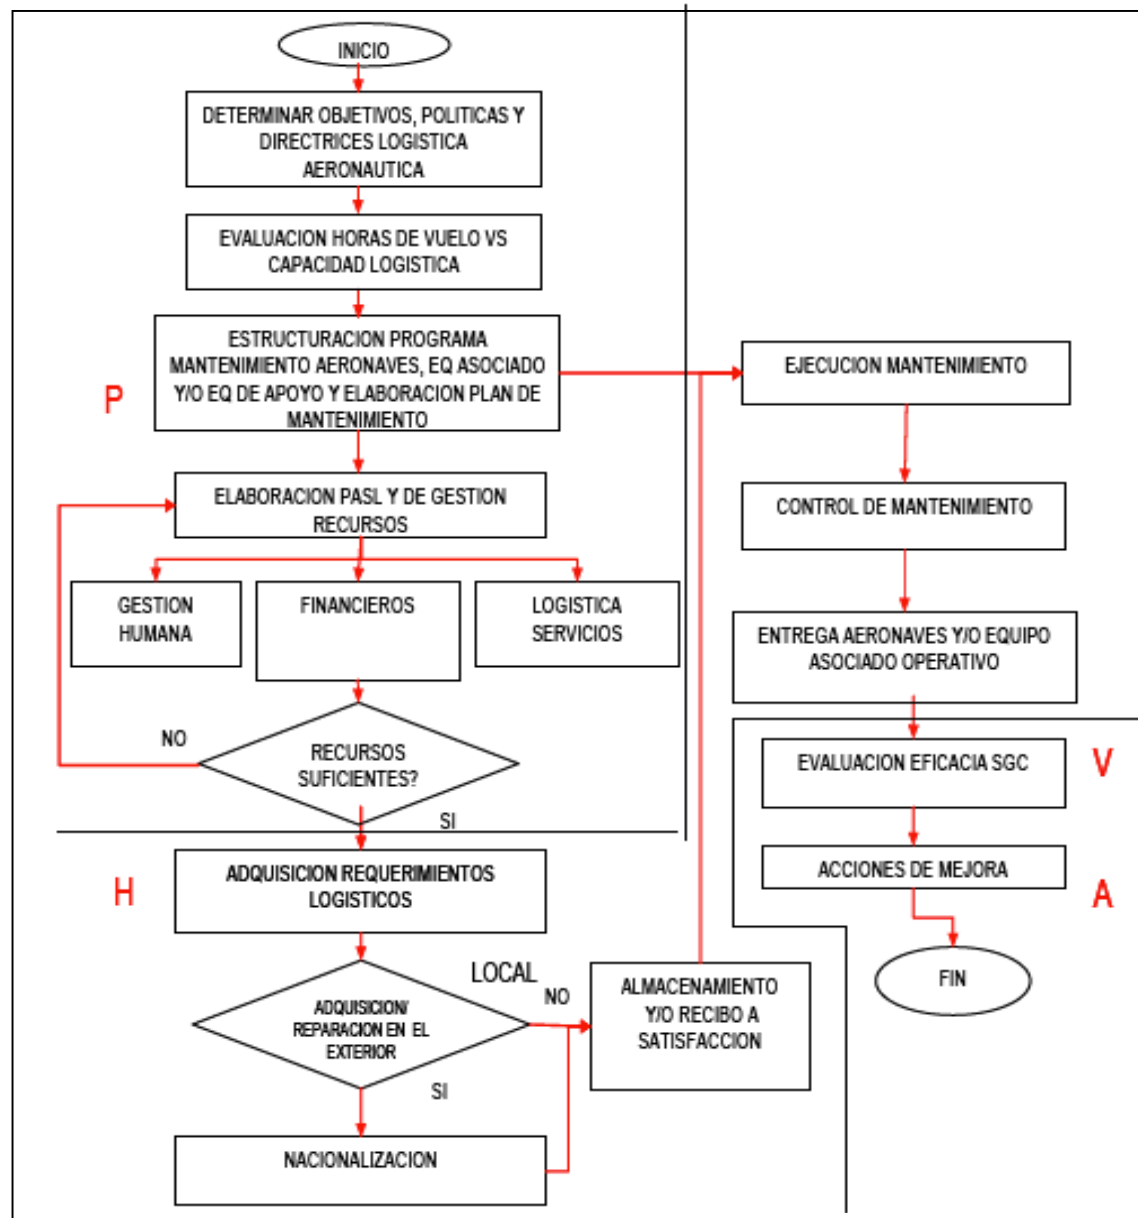 INICIO
DETERMINAR OBJETIVOS, POLITICAS Y
DIRECTRICES LOGISTICA
AERONAUTICA
EVALUACION HORAS DE VUELO VS
CAPACIDAD LOGISTICA
ESTRUCTURACION PROGRAMA
MANTENIMIENTO AERONAVES, EQ ASOCIADO
Y/O EQ DE APOYO Y ELABORACION PLAN DE
MANTENIMIENTO
P
ELABORACION PASL Y DE GESTION
RECURSOS
GESTION
HUMANA
FINANCIEROS
LOGISTICA
SERVICIOS
NO
RECURSOS
SUFICIENTES?
SI
H
ADQUISICION REQUERIMIENTOS
LOGISTICOS
LOCAL
NO
ADQUISICION/
REPARACION EN EL
EXTERIOR
SI
NACIONALIZACION
ALMACENAMIENTO
Y/O RECIBO A
SATISFACCION
EJECUCION MANTENIMIENTO
CONTROL DE MANTENIMIENTO
ENTREGA AERONAVES Y/O EQUIPO
ASOCIADO OPERATIVO
EVALUACION EFICACIA SGC
V
ACCIONES DE MEJORA
A
FIN